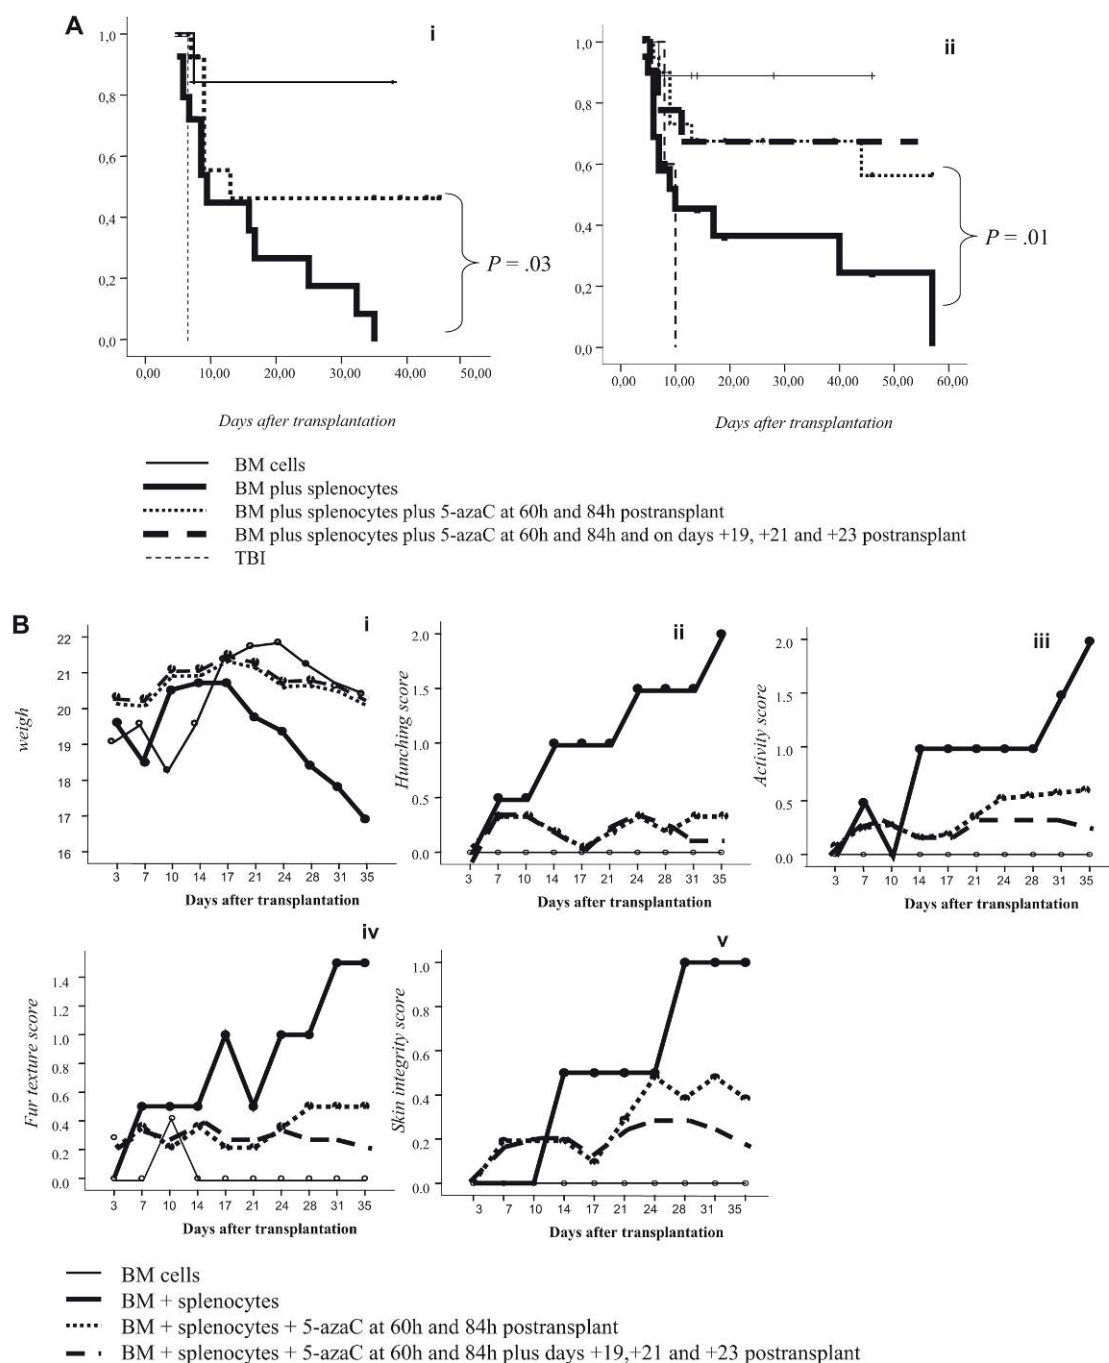 A
i
1,0
0,8
0,6
0,4
0,2
0,0
P = .03
0,00 10,00 20,00 30,00 40,00 50,00
Days after transplantation
ii
1,0
0,8
0,6
0,4
0,2
0,0
P = .01
0,00 10,00 20,00 30,00 40,00 50,00 60,00
Days after transplantation
BM cells
BM plus splenocytes
BM plus splenocytes plus 5-azaC at 60h and 84h postransplant
BM plus splenocytes plus 5-azaC at 60h and 84h and on days +19, +21 and +23 postransplant
TBI
B
i
weigh
22
21
20
19
18
17
16
3 7 10 14 17 21 24 28 31 35
Days after transplantation
ii
Hunching score
2.0
1.5
1.0
0.5
0.0
3 7 10 14 17 21 24 28 31 35
Days after transplantation
iii
Activity score
2.0
1.5
1.0
0.5
0.0
3 7 10 14 17 21 24 28 31 35
Days after transplantation
iv
Fur texture score
1.4
1.2
1.0
0.8
0.6
0.4
0.2
0.0
3 7 10 14 17 21 24 28 31 35
Days after transplantation
v
Skin integrity score
1.0
0.8
0.6
0.4
0.2
0.0
3 7 10 14 17 21 24 28 31 35
Days after transplantation
BM cells
BM + splenocytes
BM + splenocytes + 5-azaC at 60h and 84h postransplant
BM + splenocytes + 5-azaC at 60h and 84h plus days +19,+21 and +23 postransplant